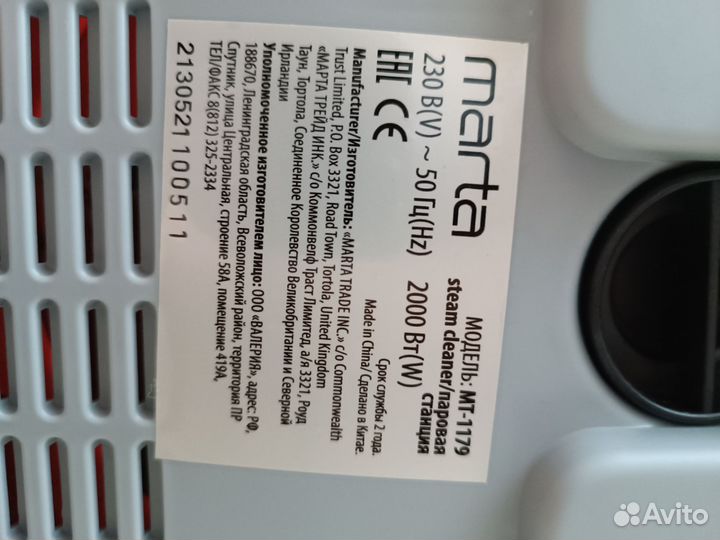 marta
МОДЕЛЬ: MT-1179
steam cleaner/паровая
станция
230 В(V) ~ 50 Гц(Hz) 2000 Вт(W)
EAC CE
Срок службы 2 года.
Made in China/ Сделано в Китае.
Manufacturer/Изготовитель: «MARTA TRADE INC.» c/o Commonwealth
Trust Limited, P.O. Box 3321, Road Town, Tortola, United Kingdom
«МАРТА ТРЕЙД ИНК.» c/o Коммонвелф Траст Лимитед, а/я 3321, Роуд
Таун, Тортола, Соединенное Королевство Великобритании и Северной
Ирландии
Уполномоченное изготовителем лицо: ООО «ВАЛЕРИЯ», адрес: РФ,
188670, Ленинградская область, Всеволожский район, территория ПР
Спутник, улица Центральная, строение 58А, помещение 419А,
ТЕЛ/ФАКС 8(812) 325-2334
2130521100511
Avito